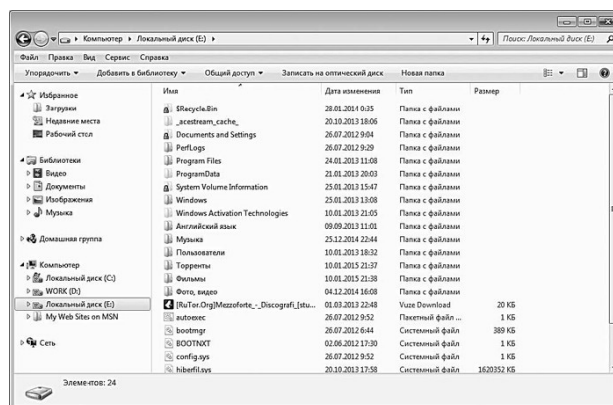 Компьютер ▸ Локальный диск (E:) ▸
Поиск: Локальный диск (E:)
Файл Правка Вид Сервис Справка
Упорядочить Добавить в библиотеку Общий доступ Записать на оптический диск Новая папка
Имя Дата изменения Тип Размер
Избранное
Загрузки
Недавние места
Рабочий стол
Библиотеки
Видео
Документы
Изображения
Музыка
Домашняя группа
Компьютер
Локальный диск (C:)
WORK (D:)
Локальный диск (E:)
My Web Sites on MSN
Сеть
$Recycle.Bin 28.01.2014 0:35 Папка с файлами
_acestream_cache_ 20.10.2013 18:06 Папка с файлами
Documents and Settings 26.07.2012 9:04 Папка с файлами
PerfLogs 26.07.2012 9:29 Папка с файлами
Program Files 24.01.2013 11:08 Папка с файлами
ProgramData 21.01.2013 20:03 Папка с файлами
System Volume Information 25.01.2013 15:47 Папка с файлами
Windows 25.01.2013 13:08 Папка с файлами
Windows Activation Technologies 10.01.2013 21:05 Папка с файлами
Английский язык 09.09.2013 11:01 Папка с файлами
Музыка 25.12.2014 22:44 Папка с файлами
Пользователи 10.01.2013 18:32 Папка с файлами
Торренты 10.01.2015 21:37 Папка с файлами
Фильмы 10.01.2015 21:38 Папка с файлами
Фото, видео 04.12.2014 16:08 Папка с файлами
[RuTor.Org]Mezzoforte_-_Discografi_[stu... 01.03.2013 22:48 Vuze Download 20 КБ
autoexec 26.07.2012 9:52 Пакетный файл ... 1 КБ
bootmgr 26.07.2012 6:44 Системный файл 389 КБ
BOOTNXT 02.06.2012 17:30 Системный файл 1 КБ
config.sys 26.07.2012 9:52 Системный файл 1 КБ
hiberfil.sys 20.10.2013 17:58 Системный файл 1620352 КБ
Элементов: 24